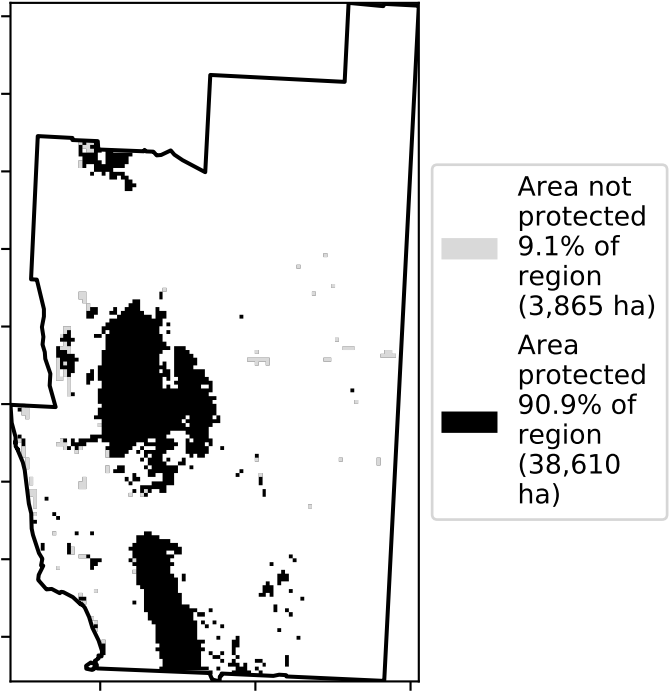 Area not
protected
9.1% of
region
(3,865 ha)
Area
protected
90.9% of
region
(38,610
ha)